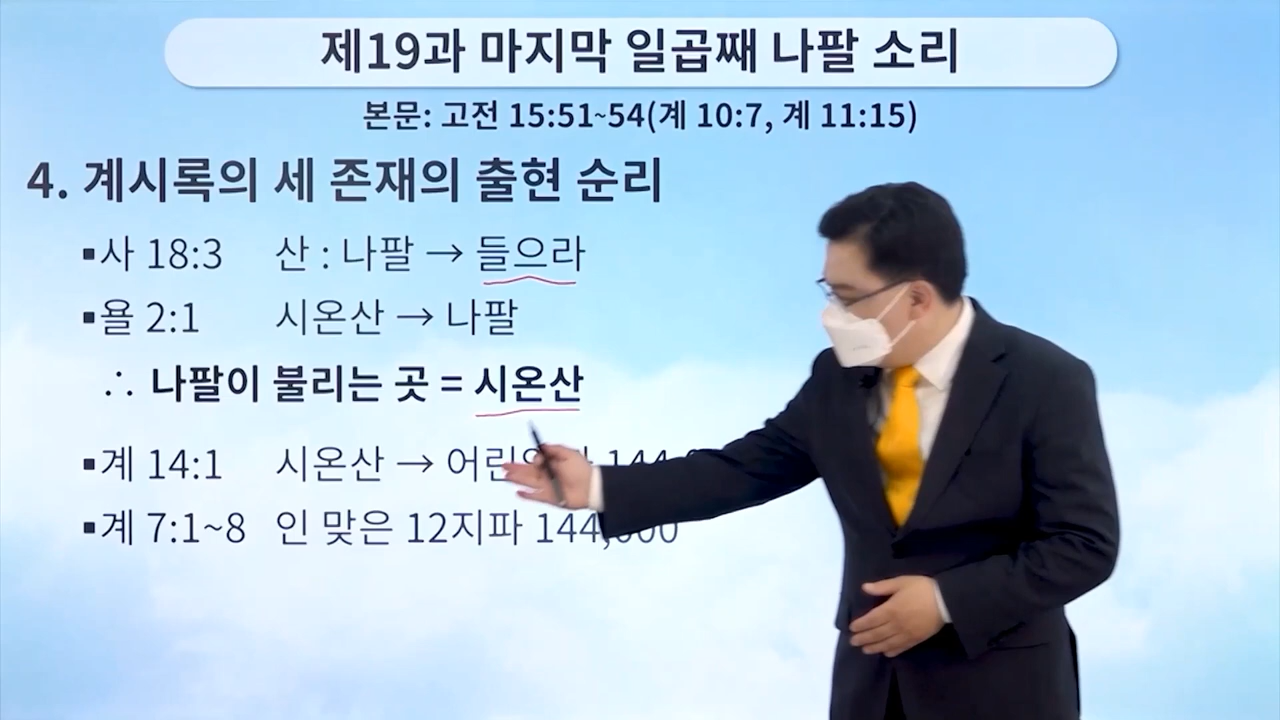 제19과 마지막 일곱째 나팔 소리
본문: 고전 15:51~54(계 10:7, 계 11:15)
4. 계시록의 세 존재의 출현 순리
▪사 18:3 산 : 나팔 → 들으라
▪욜 2:1 시온산 → 나팔
∴ 나팔이 불리는 곳 = 시온산
▪계 14:1 시온산 →
▪계 7:1~8 인 맞은 12지파 144,000